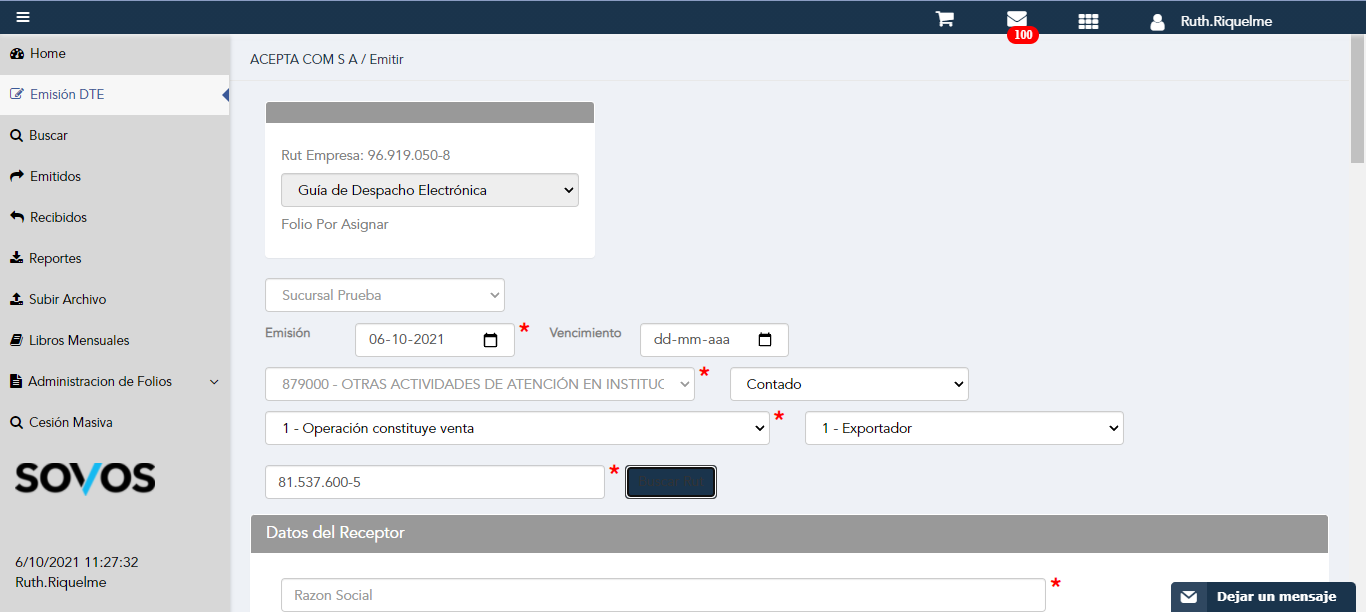 100
Ruth.Riquelme
Home
Emisión DTE
Buscar
Emitidos
Recibidos
Reportes
Subir Archivo
Libros Mensuales
Administracion de Folios
Cesión Masiva
SOVOS
6/10/2021 11:27:32
Ruth.Riquelme
ACEPTA COM S A / Emitir
Rut Empresa: 96.919.050-8
Guía de Despacho Electrónica
Folio Por Asignar
Sucursal Prueba
Emisión 06-10-2021 * Vencimiento dd-mm-aaa
879000 - OTRAS ACTIVIDADES DE ATENCIÓN EN INSTITUC * Contado
1 - Operación constituye venta * 1 - Exportador
81.537.600-5 *
Datos del Receptor
Razon Social *
Dejar un mensaje